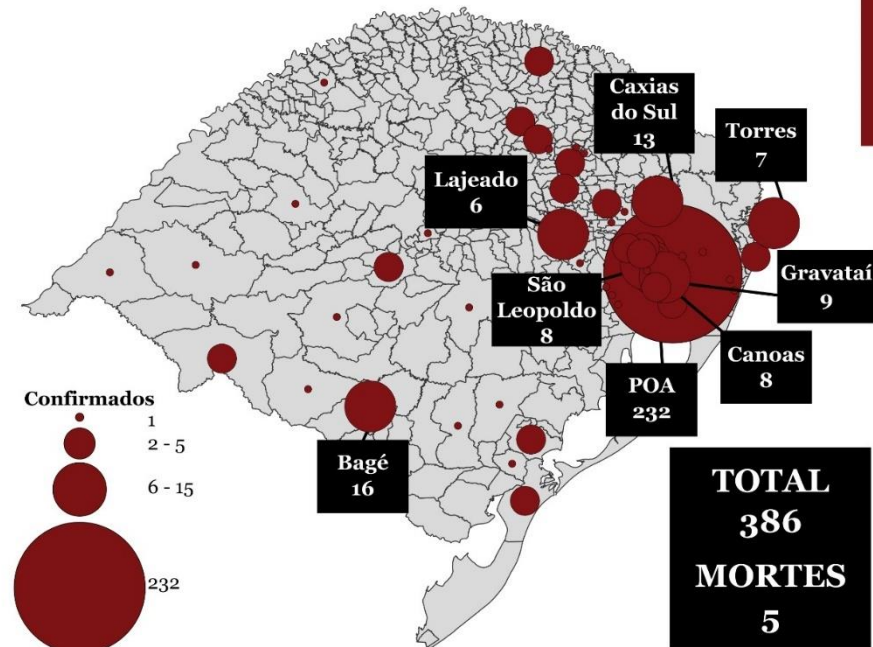 Caxias
do Sul
13
Torres
7
Lajeado
6
São
Leopoldo
8
Gravataí
9
Canoas
8
POA
232
Bagé
16
Confirmados
1
2 - 5
6 - 15
232
TOTAL
386
MORTES
5